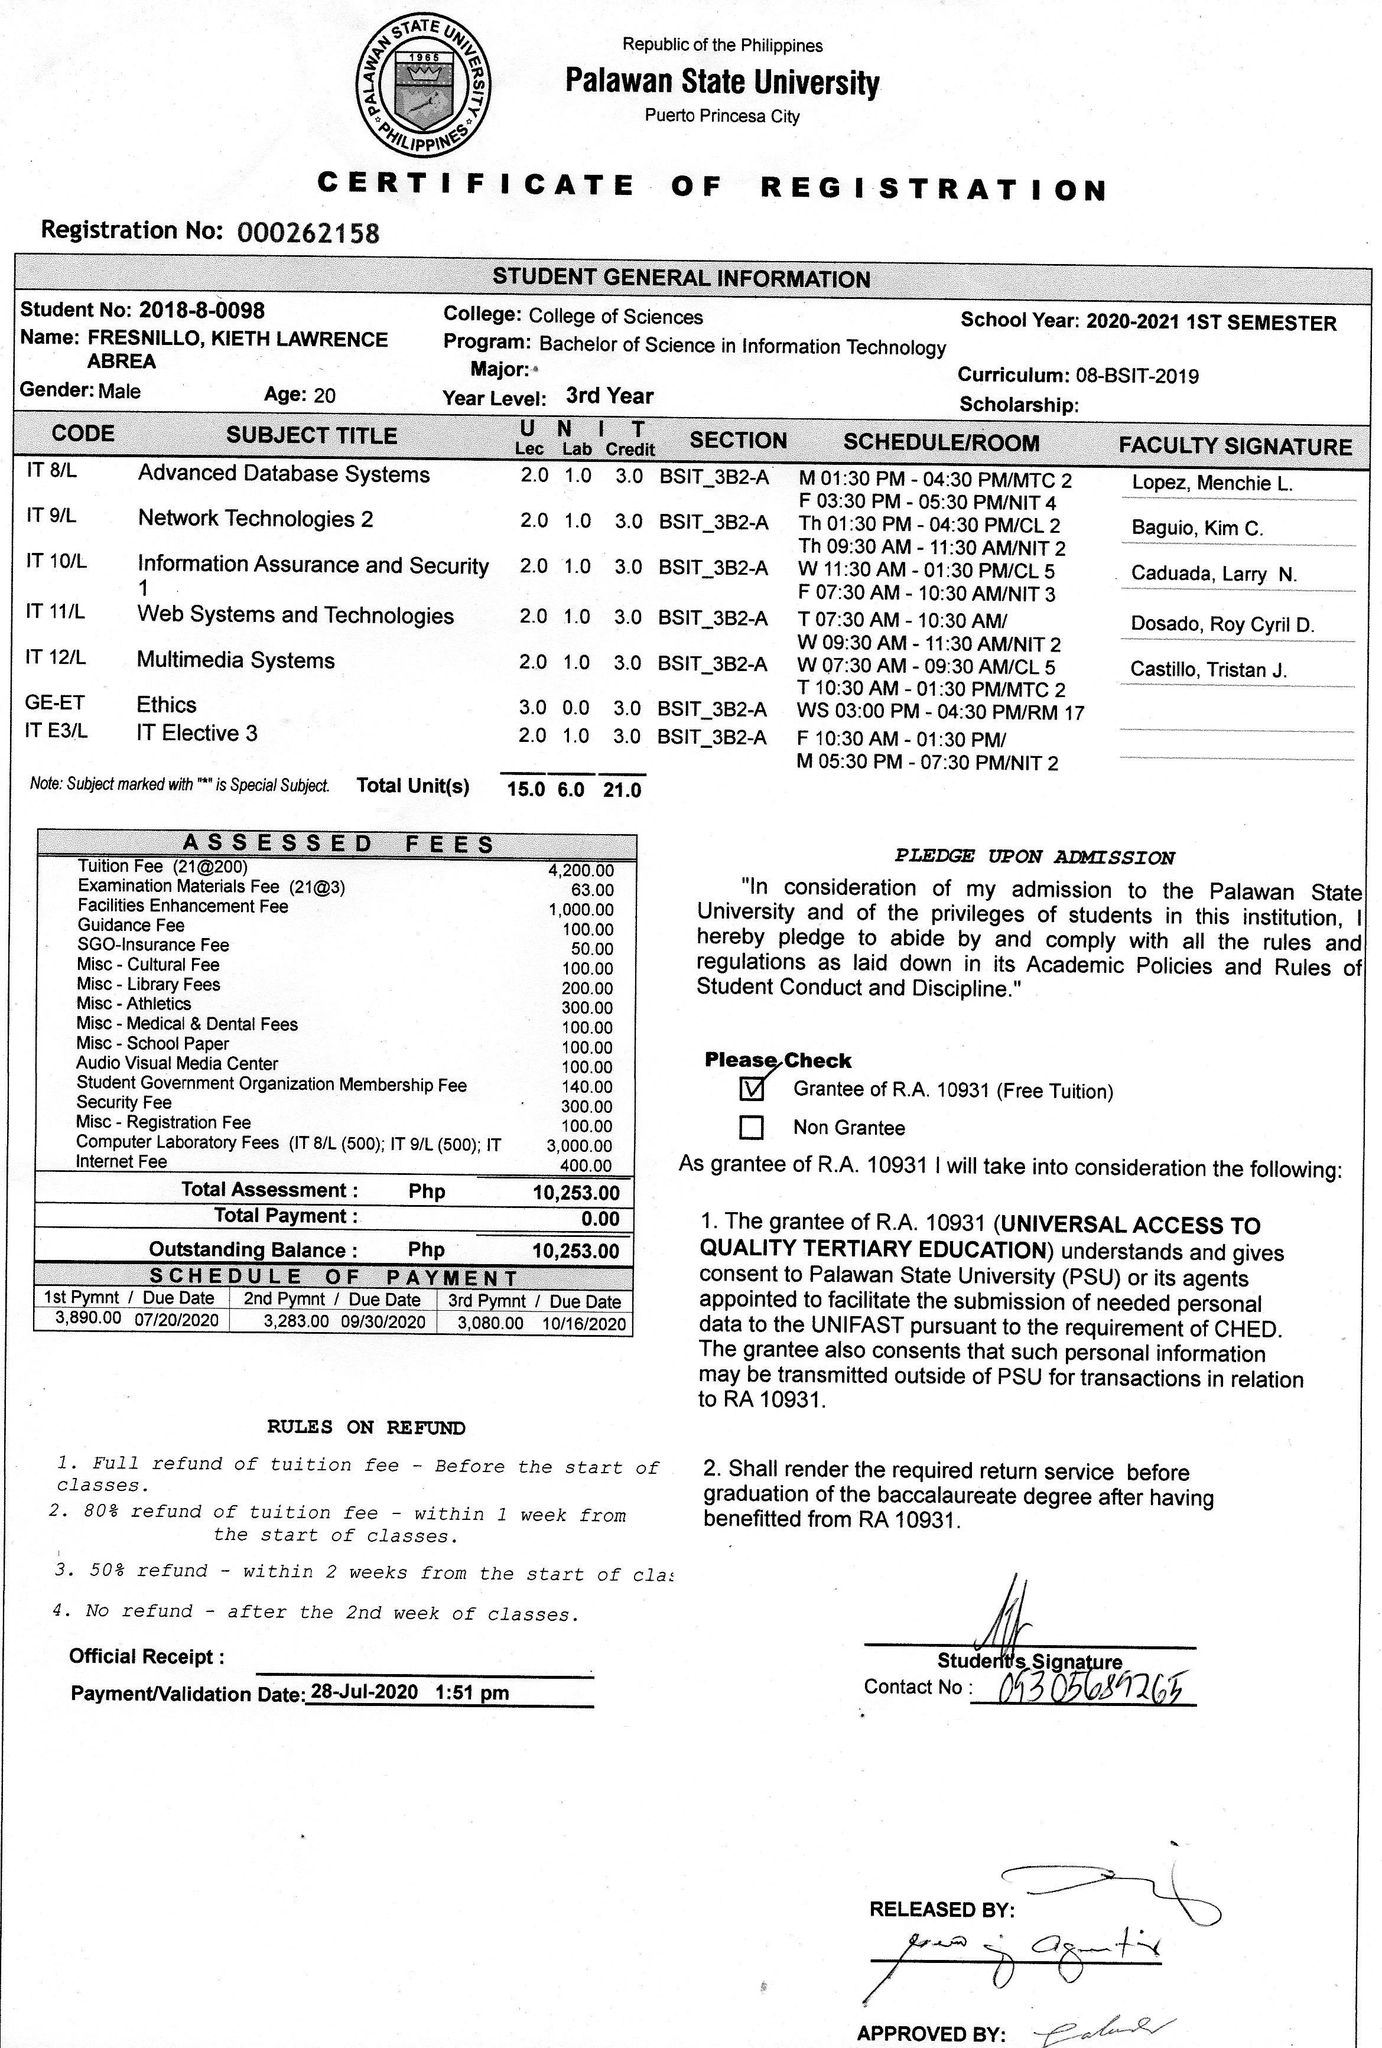 PALAWAN STATE UNIVERSITY
1965
PHILIPPINES
Republic of the Philippines
Palawan State University
Puerto Princesa City
CERTIFICATE OF REGISTRATION
Registration No: 000262158
STUDENT GENERAL INFORMATION
Student No: 2018-8-0098
Name: FRESNILLO, KIETH LAWRENCE
ABREA
Gender: Male Age: 20
College: College of Sciences
Program: Bachelor of Science in Information Technology
Major:
Year Level: 3rd Year
School Year: 2020-2021 1ST SEMESTER
Curriculum: 08-BSIT-2019
Scholarship:
CODE SUBJECT TITLE U N I T SECTION SCHEDULE/ROOM FACULTY SIGNATURE
Lec Lab Credit
IT 8/L Advanced Database Systems 2.0 1.0 3.0 BSIT_3B2-A M 01:30 PM - 04:30 PM/MTC 2 Lopez, Menchie L.
F 03:30 PM - 05:30 PM/NIT 4
IT 9/L Network Technologies 2 2.0 1.0 3.0 BSIT_3B2-A Th 01:30 PM - 04:30 PM/CL 2 Baguio, Kim C.
Th 09:30 AM - 11:30 AM/NIT 2
IT 10/L Information Assurance and Security 2.0 1.0 3.0 BSIT_3B2-A W 11:30 AM - 01:30 PM/CL 5 Caduada, Larry N.
1 F 07:30 AM - 10:30 AM/NIT 3
IT 11/L Web Systems and Technologies 2.0 1.0 3.0 BSIT_3B2-A T 07:30 AM - 10:30 AM/ Dosado, Roy Cyril D.
W 09:30 AM - 11:30 AM/NIT 2
IT 12/L Multimedia Systems 2.0 1.0 3.0 BSIT_3B2-A W 07:30 AM - 09:30 AM/CL 5 Castillo, Tristan J.
T 10:30 AM - 01:30 PM/MTC 2
GE-ET Ethics 3.0 0.0 3.0 BSIT_3B2-A WS 03:00 PM - 04:30 PM/RM 17
IT E3/L IT Elective 3 2.0 1.0 3.0 BSIT_3B2-A F 10:30 AM - 01:30 PM/
M 05:30 PM - 07:30 PM/NIT 2
Note: Subject marked with "*" is Special Subject. Total Unit(s) 15.0 6.0 21.0
ASSESSED FEES
Tuition Fee (21@200) 4,200.00
Examination Materials Fee (21@3) 63.00
Facilities Enhancement Fee 1,000.00
Guidance Fee 100.00
SGO-Insurance Fee 50.00
Misc - Cultural Fee 100.00
Misc - Library Fees 200.00
Misc - Athletics 300.00
Misc - Medical & Dental Fees 100.00
Misc - School Paper 100.00
Audio Visual Media Center 100.00
Student Government Organization Membership Fee 140.00
Security Fee 300.00
Misc - Registration Fee 100.00
Computer Laboratory Fees (IT 8/L (500); IT 9/L (500); IT 3,000.00
Internet Fee 400.00
Total Assessment : Php 10,253.00
Total Payment : 0.00
Outstanding Balance : Php 10,253.00
SCHEDULE OF PAYMENT
1st Pymnt / Due Date 2nd Pymnt / Due Date 3rd Pymnt / Due Date
3,890.00 07/20/2020 3,283.00 09/30/2020 3,080.00 10/16/2020
RULES ON REFUND
1. Full refund of tuition fee - Before the start of
classes.
2. 80% refund of tuition fee - within 1 week from
the start of classes.
3. 50% refund - within 2 weeks from the start of clas
4. No refund - after the 2nd week of classes.
Official Receipt :
Payment/Validation Date: 28-Jul-2020 1:51 pm
PLEDGE UPON ADMISSION
"In consideration of my admission to the Palawan State
University and of the privileges of students in this institution, I
hereby pledge to abide by and comply with all the rules and
regulations as laid down in its Academic Policies and Rules of
Student Conduct and Discipline."
Please Check
Grantee of R.A. 10931 (Free Tuition)
Non Grantee
As grantee of R.A. 10931 I will take into consideration the following:
1. The grantee of R.A. 10931 (UNIVERSAL ACCESS TO
QUALITY TERTIARY EDUCATION) understands and gives
consent to Palawan State University (PSU) or its agents
appointed to facilitate the submission of needed personal
data to the UNIFAST pursuant to the requirement of CHED.
The grantee also consents that such personal information
may be transmitted outside of PSU for transactions in relation
to RA 10931.
2. Shall render the required return service before
graduation of the baccalaureate degree after having
benefitted from RA 10931.
Student's Signature
Contact No : 09305689265
RELEASED BY:
APPROVED BY: